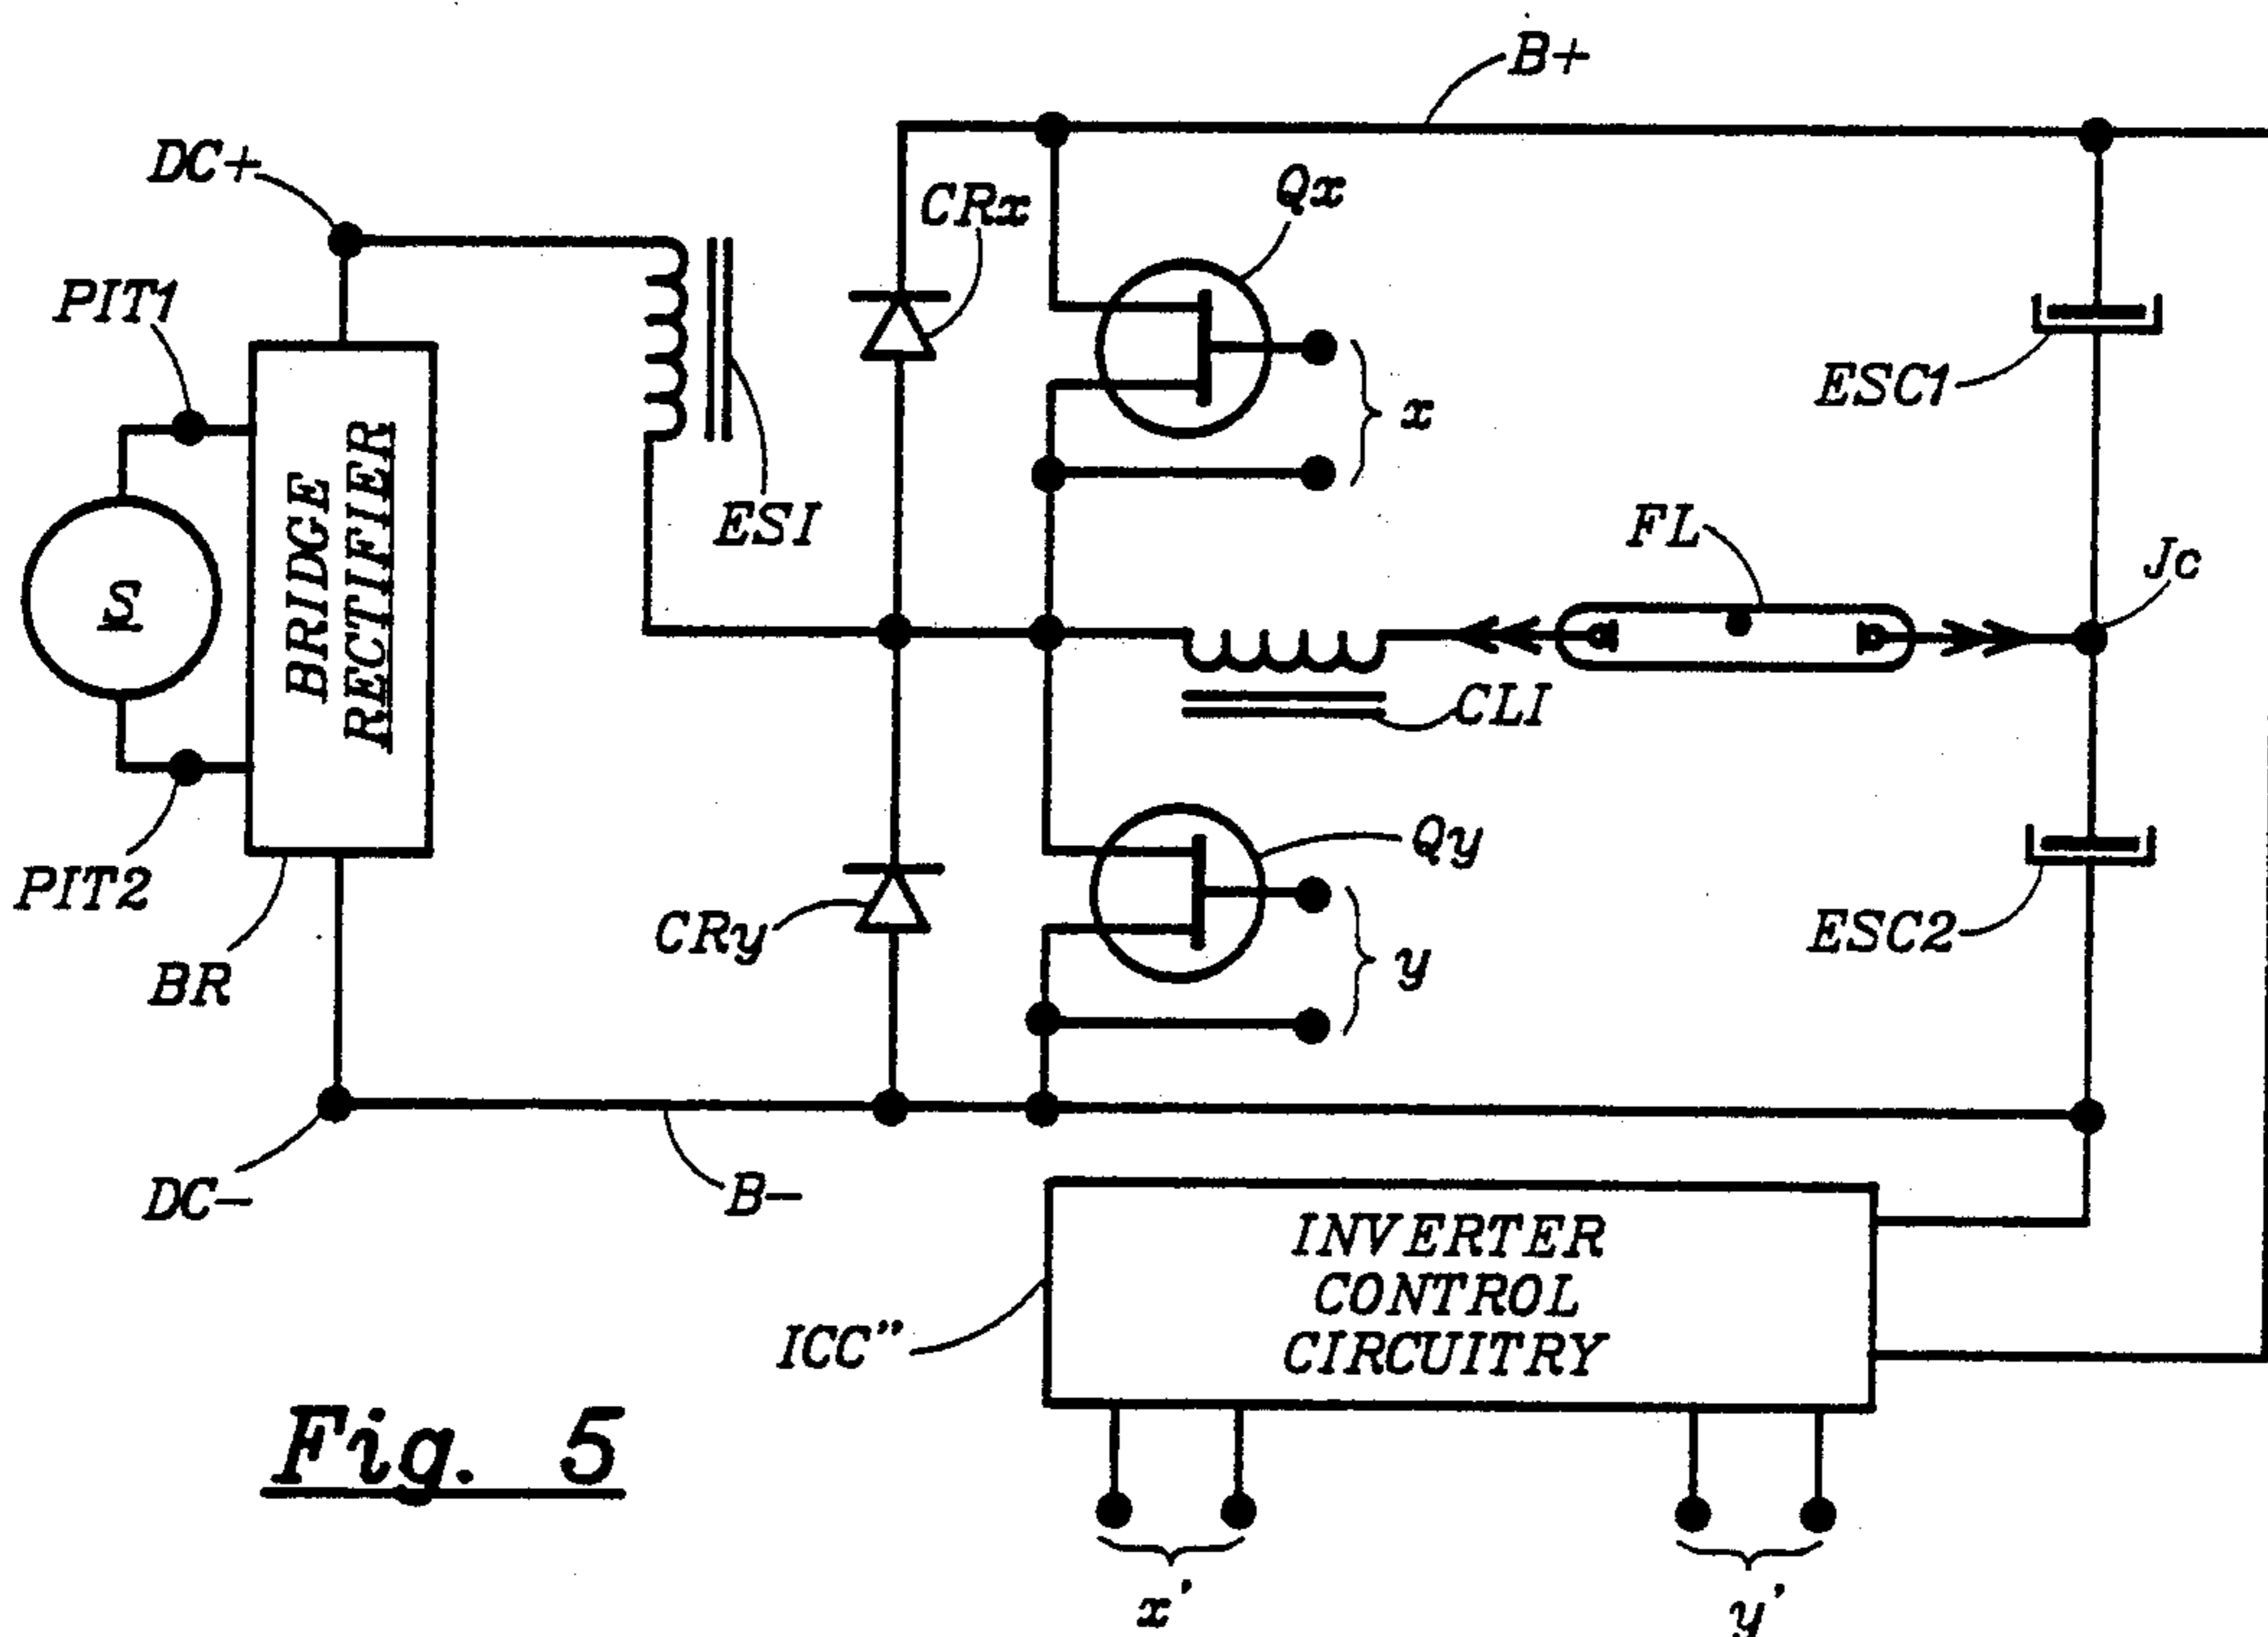 B+
DC+
CRx
Qx
PIT1
ESC1
x
BRIDGE
RECTIFIER
ESI
FL
Jc
S
CLI
Qy
PIT2
CRy
ESC2
y
BR
DC-
B-
INVERTER
CONTROL
CIRCUITRY
ICC"
Fig. 5
x'
y'